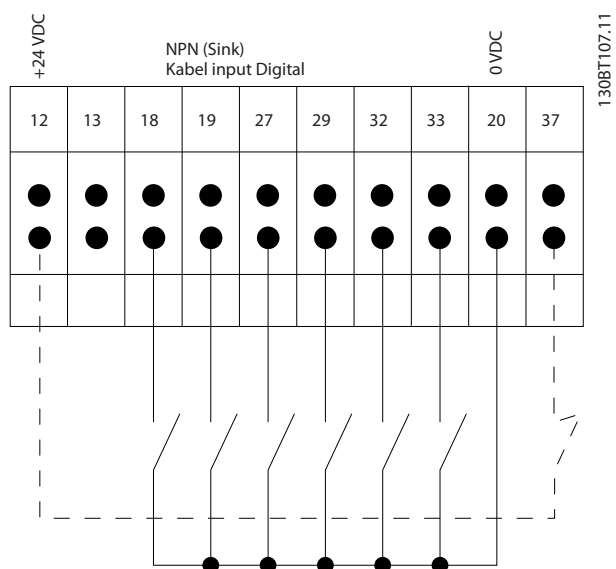 +24 VDC
NPN (Sink)
Kabel input Digital
0 VDC
130BT107.11
12 13 18 19 27 29 32 33 20 37